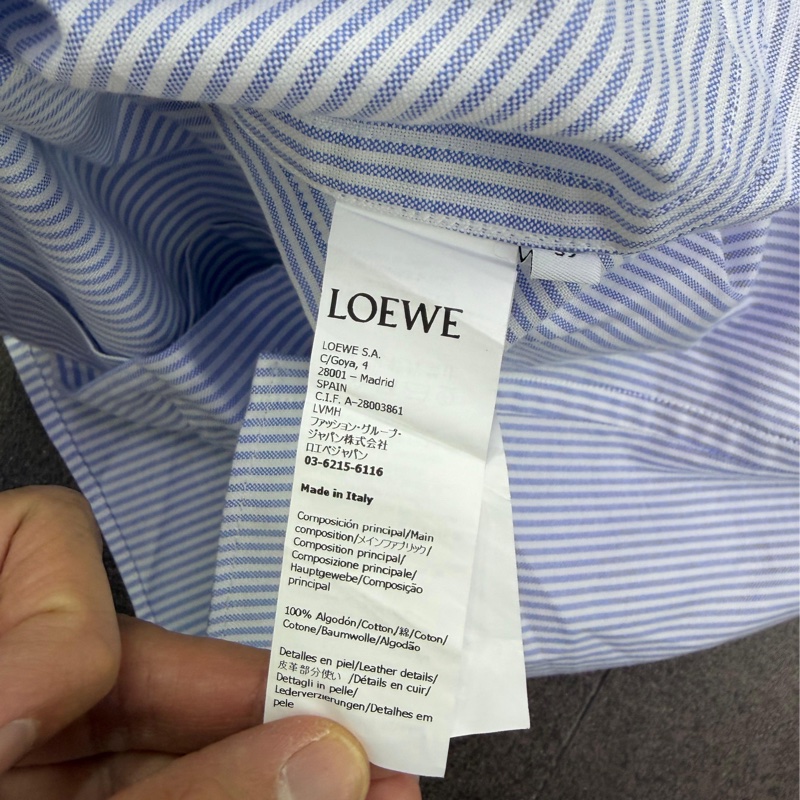 LOEWE
LOEWE S.A.
C/Goya, 4
28001 – Madrid
SPAIN
C.I.F. A-28003861
LVMH
ファッション・グループ・
ジャパン株式会社
ロエベジャパン
03-6215-6116
Made in Italy
Composición principal/Main
composition/メインファブリック/
Composition principal/
Composizione principale/
Hauptgewebe/Composição
principal
100% Algodón/Cotton/綿/Coton/
Cotone/Baumwolle/Algodão
Detalles en piel/Leather details/
皮革部分使い /Détails en cuir/
Dettagli in pelle/
Lederverzierungen/Detalhes em
pele